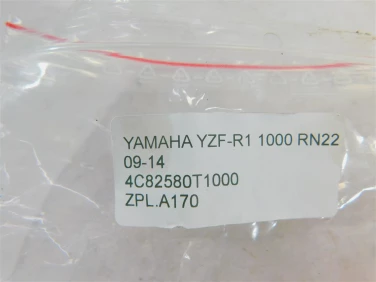 YAMAHA YZF-R1 1000 RN22
09-14
4C82580T1000
ZPL.A170